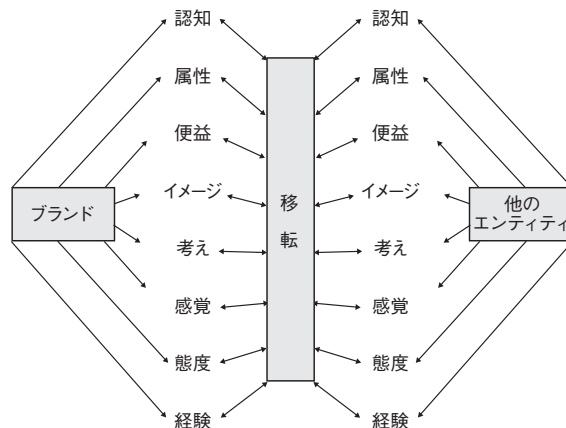 認知
属性
便益
イメージ
考え
感覚
態度
経験
ブランド
移
転
認知
属性
便益
イメージ
考え
感覚
態度
経験
他の
エンティティ